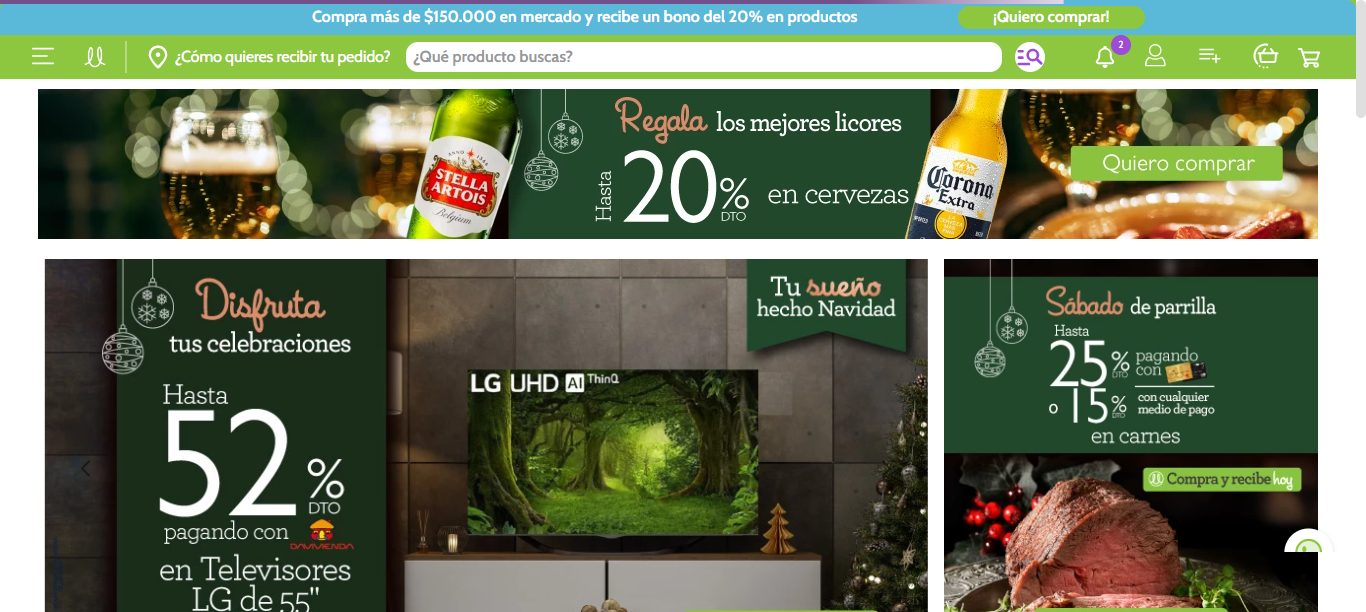 Compra más de $150.000 en mercado y recibe un bono del 20% en productos
¡Quiero comprar!
¿Cómo quieres recibir tu pedido?
¿Qué producto buscas?
2
Regala los mejores licores
Hasta 20% DTO en cervezas
Quiero comprar
ANNO 1366
STELLA
ARTOIS
Belgium
Corona
Extra
Disfruta
tus celebraciones
Hasta
52% DTO
pagando con DAVIVIENDA
en Televisores
LG de 55"
Tu sueño
hecho Navidad
LG UHD AI ThinQ
Sábado de parrilla
Hasta
25% DTO pagando con
o 15% DTO con cualquier
medio de pago
en carnes
Compra y recibe hoy